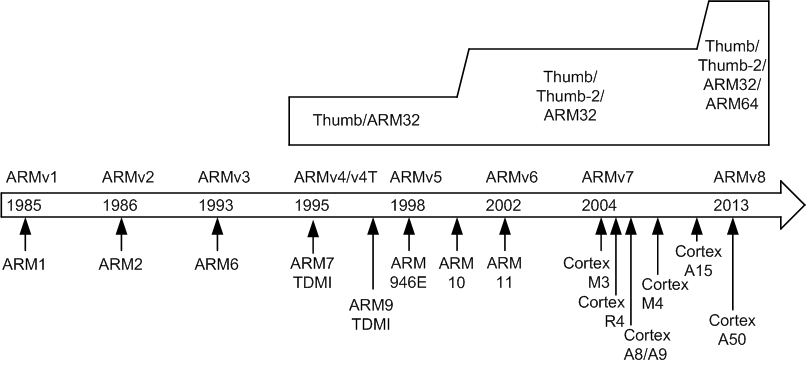 Thumb/
Thumb-2/
ARM32/
ARM64
Thumb/
Thumb-2/
ARM32
Thumb/ARM32
ARMv1 ARMv2 ARMv3 ARMv4/v4T ARMv5 ARMv6 ARMv7 ARMv8
1985 1986 1993 1995 1998 2002 2004 2013
ARM1
ARM2
ARM6
ARM7
TDMI
ARM9
TDMI
ARM
946E
ARM
10
ARM
11
Cortex
M3
Cortex
R4
Cortex
A8/A9
Cortex
M4
Cortex
A15
Cortex
A50